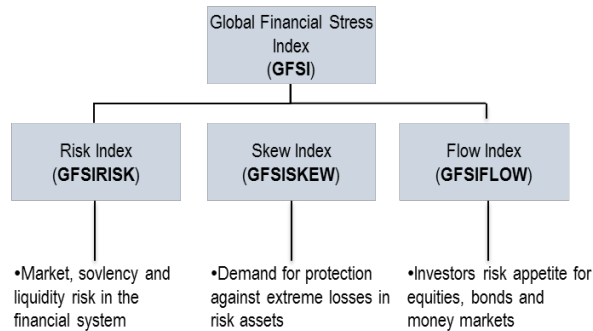 Global Financial Stress
Index
(GFSI)
Risk Index
(GFSIRISK)
Skew Index
(GFSISKEW)
Flow Index
(GFSIFLOW)
•Market, sovlency and
liquidity risk in the
financial system
•Demand for protection
against extreme losses in
risk assets
•Investors risk appetite for
equities, bonds and
money markets